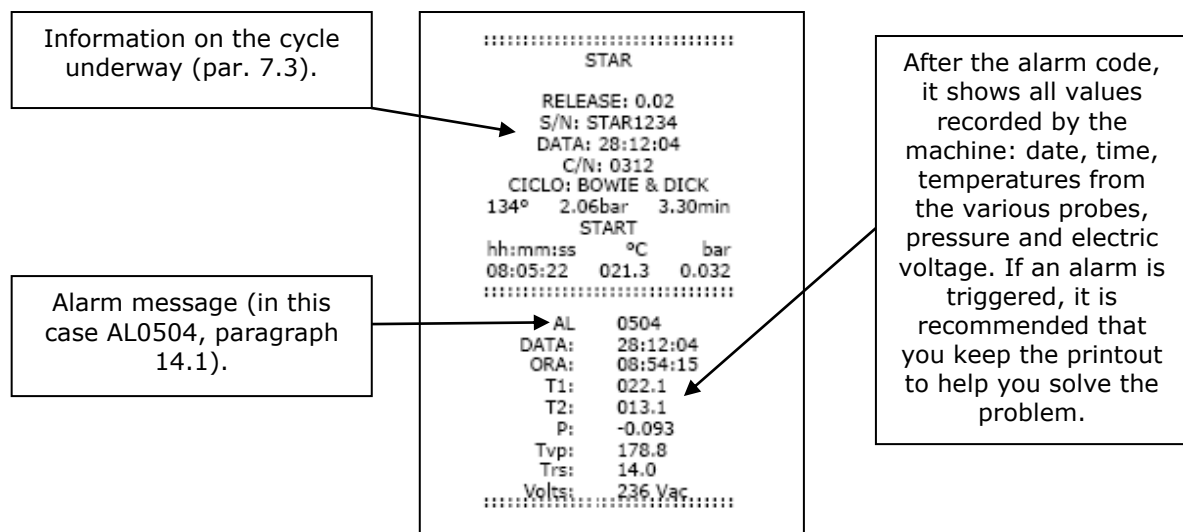 Information on the cycle
underway (par. 7.3).
Alarm message (in this
case AL0504, paragraph
14.1).
::::::::::::::::::::::::::::::::
STAR
RELEASE: 0.02
S/N: STAR1234
DATA: 28:12:04
C/N: 0312
CICLO: BOWIE & DICK
134° 2.06bar 3.30min
START
hh:mm:ss °C bar
08:05:22 021.3 0.032
::::::::::::::::::::::::::::::::
AL 0504
DATA: 28:12:04
ORA: 08:54:15
T1: 022.1
T2: 013.1
P: -0.093
Tvp: 178.8
Trs: 14.0
Volts: 236 Vac
::::::::::::::::::::::::::::::::
After the alarm code,
it shows all values
recorded by the
machine: date, time,
temperatures from
the various probes,
pressure and electric
voltage. If an alarm is
triggered, it is
recommended that
you keep the printout
to help you solve the
problem.